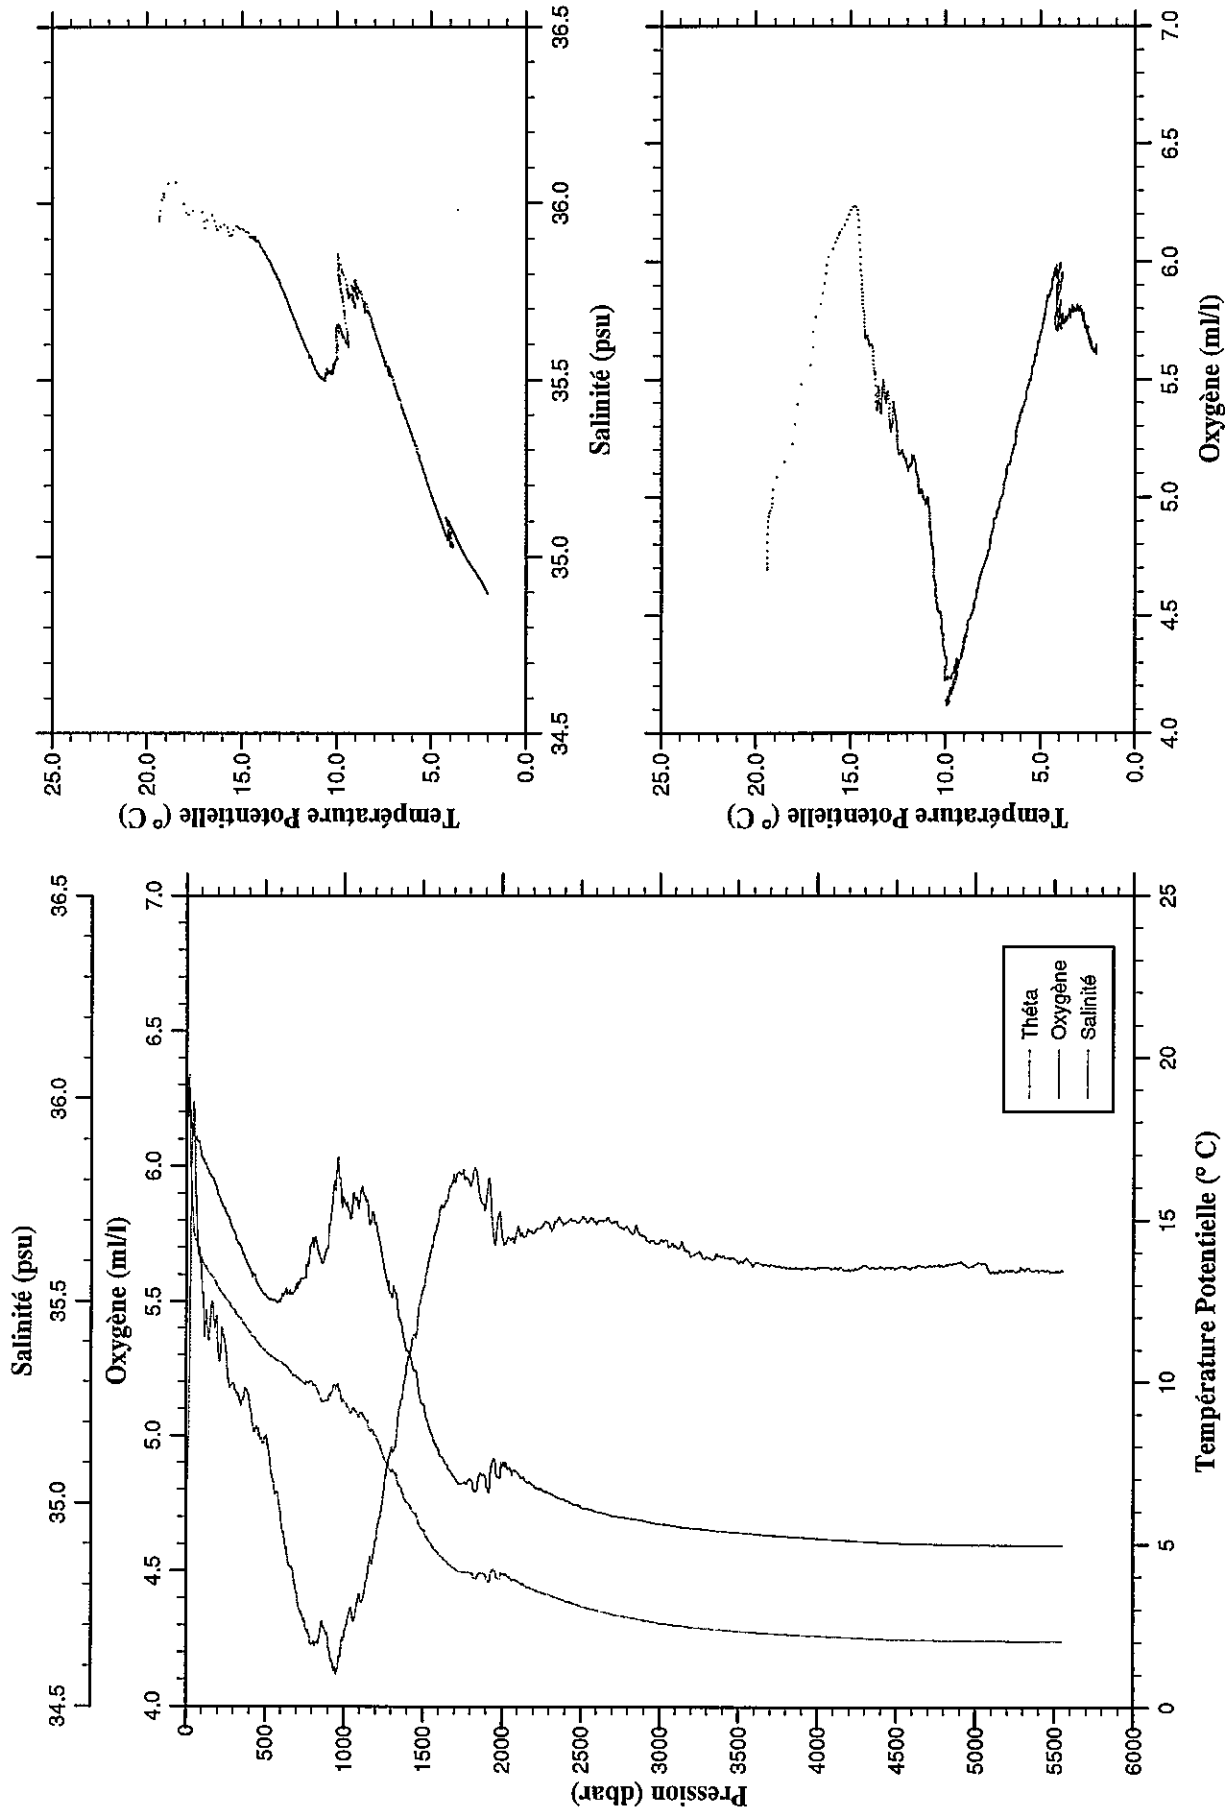 Salinité (psu)
34.5 35.0 35.5 36.0 36.5
Oxygène (ml/l)
4.0 4.5 5.0 5.5 6.0 6.5 7.0
Pression (dbar)
0
500
1000
1500
2000
2500
3000
3500
4000
4500
5000
5500
6000
Théta
Oxygène
Salinité
0 5 10 15 20 25
Température Potentielle (° C)
Température Potentielle (° C)
25.0
20.0
15.0
10.0
5.0
0.0
34.5 35.0 35.5 36.0 36.5
Salinité (psu)
Température Potentielle (° C)
25.0
20.0
15.0
10.0
5.0
0.0
4.0 4.5 5.0 5.5 6.0 6.5 7.0
Oxygène (ml/l)